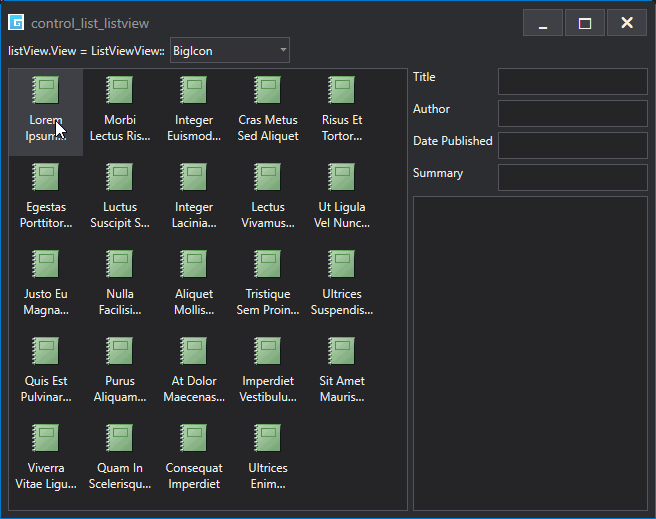 control_list_listview
listView.View = ListViewView:: BigIcon
Lorem
Ipsum...
Morbi
Lectus Ris...
Integer
Euismod...
Cras Metus
Sed Aliquet
Risus Et
Tortor...
Egestas
Porttitor...
Luctus
Suscipit S...
Integer
Lacinia...
Lectus
Vivamus...
Ut Ligula
Vel Nunc...
Justo Eu
Magna...
Nulla
Facilisi...
Aliquet
Mollis...
Tristique
Sem Proin...
Ultrices
Suspendis...
Quis Est
Pulvinar...
Purus
Aliquam...
At Dolor
Maecenas...
Imperdiet
Vestibulu...
Sit Amet
Mauris...
Viverra
Vitae Ligu...
Quam In
Scelerisqu...
Consequat
Imperdiet
Ultrices
Enim...
Title
Author
Date Published
Summary